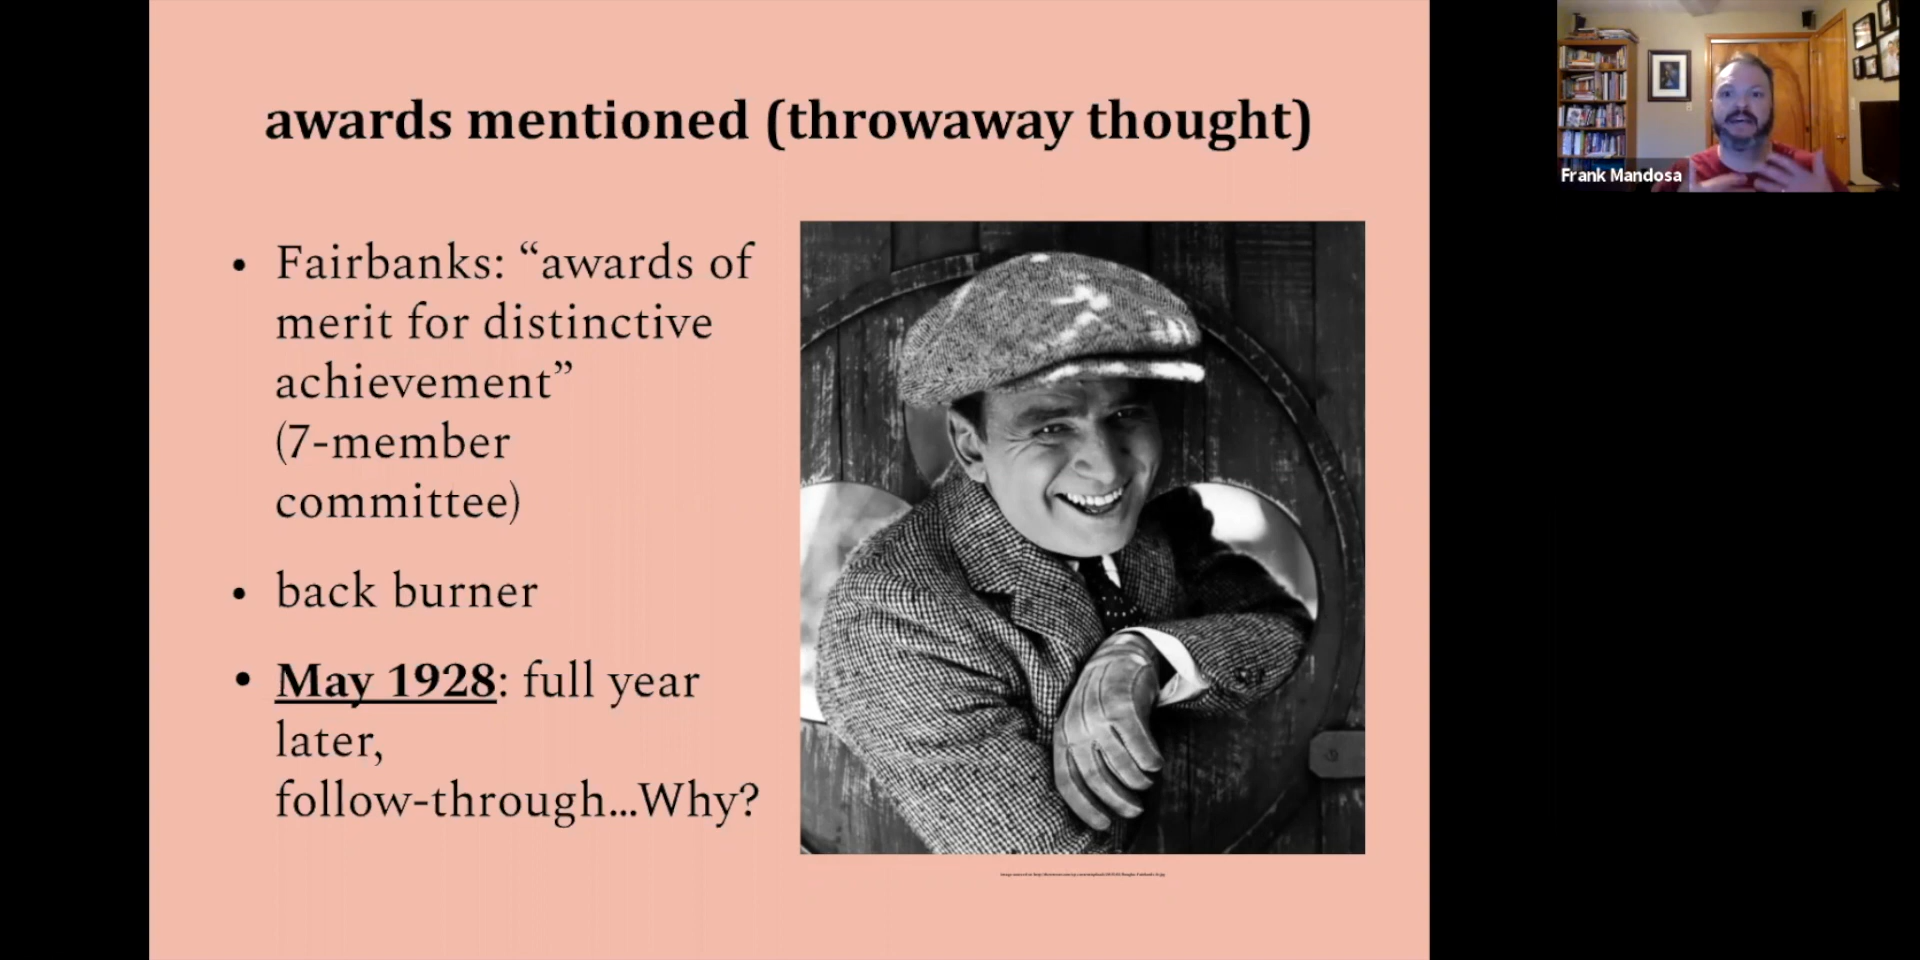 awards mentioned (throwaway thought)
• Fairbanks: “awards of
merit for distinctive
achievement”
(7-member
committee)
• back burner
• May 1928: full year
later,
follow-through...Why?
Frank Mandosa